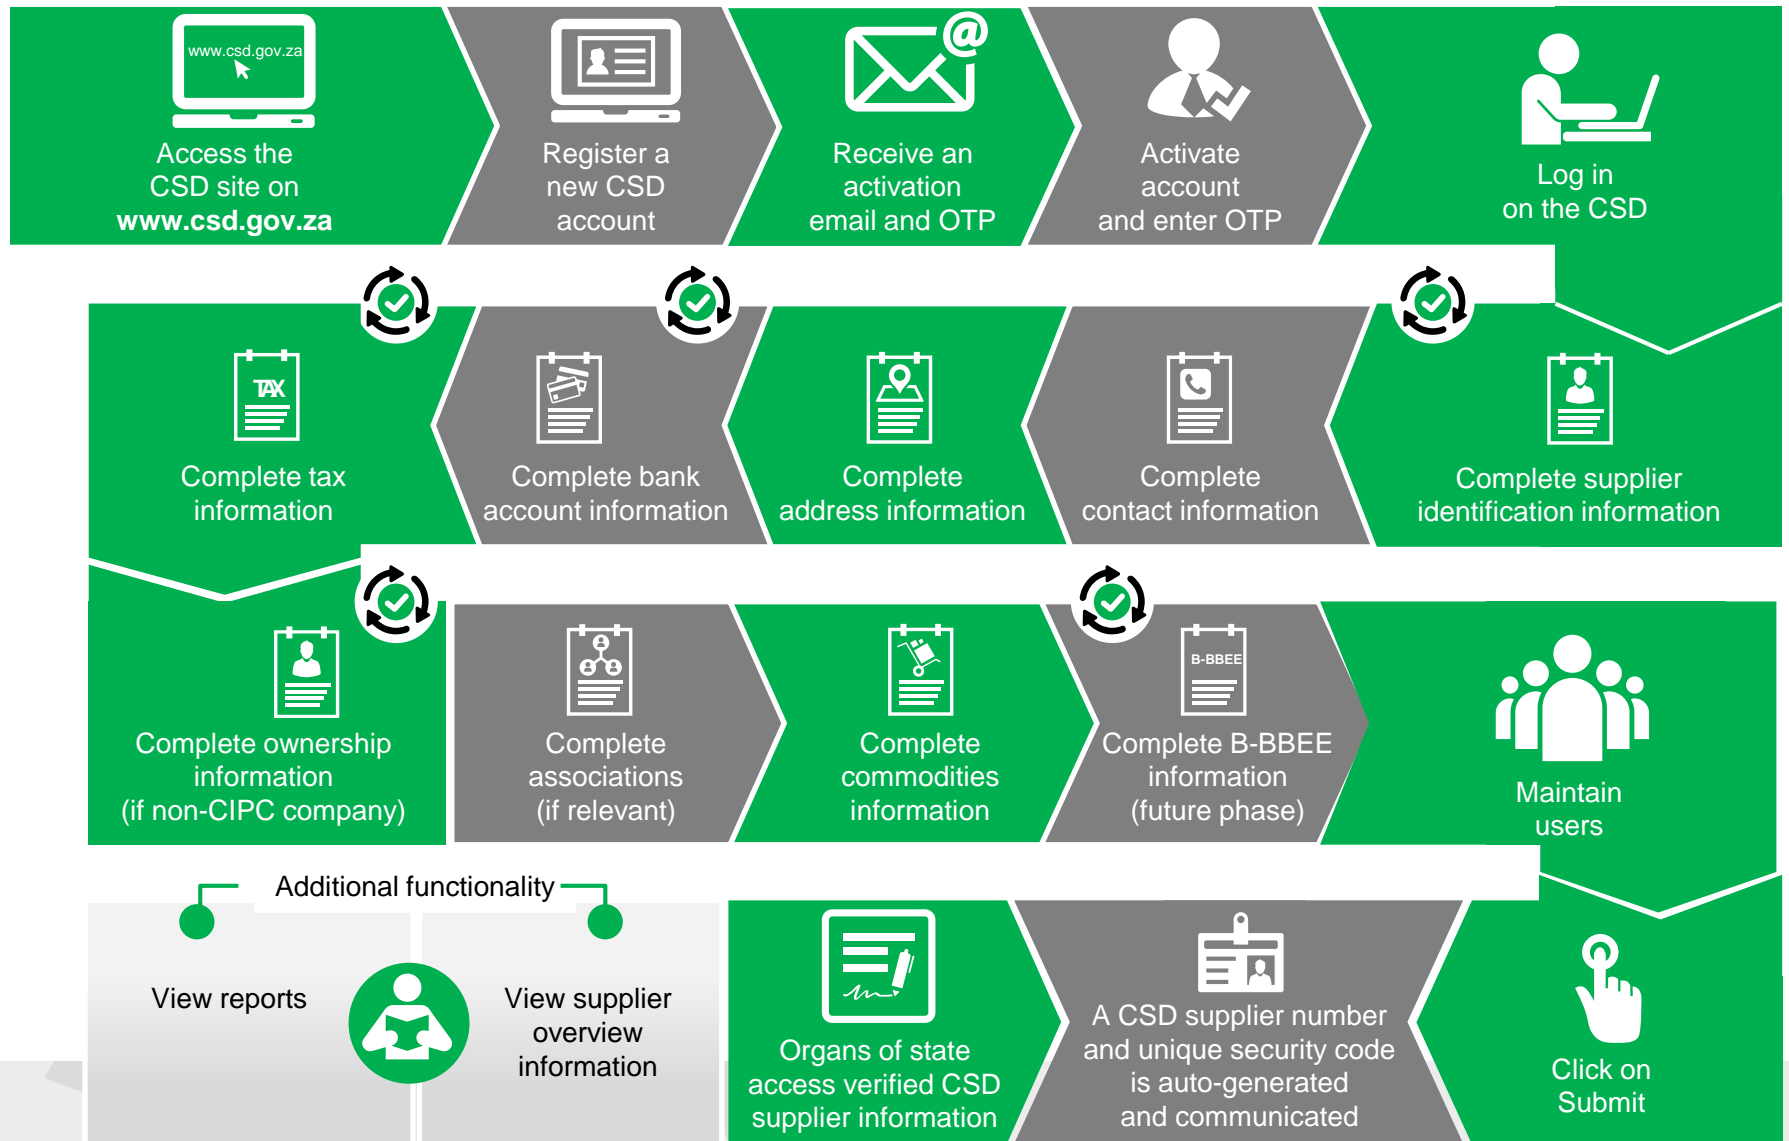 www.csd.gov.za
Access the
CSD site on
www.csd.gov.za
Register a
new CSD
account
Receive an
activation
email and OTP
Activate
account
and enter OTP
Log in
on the CSD
Complete supplier
identification information
Complete
contact information
Complete
address information
Complete bank
account information
TAX
Complete tax
information
Complete ownership
information
(if non-CIPC company)
Complete
associations
(if relevant)
Complete
commodities
information
B-BBEE
Complete B-BBEE
information
(future phase)
Maintain
users
Click on
Submit
A CSD supplier number
and unique security code
is auto-generated
and communicated
Organs of state
access verified CSD
supplier information
Additional functionality
View reports
View supplier
overview
information